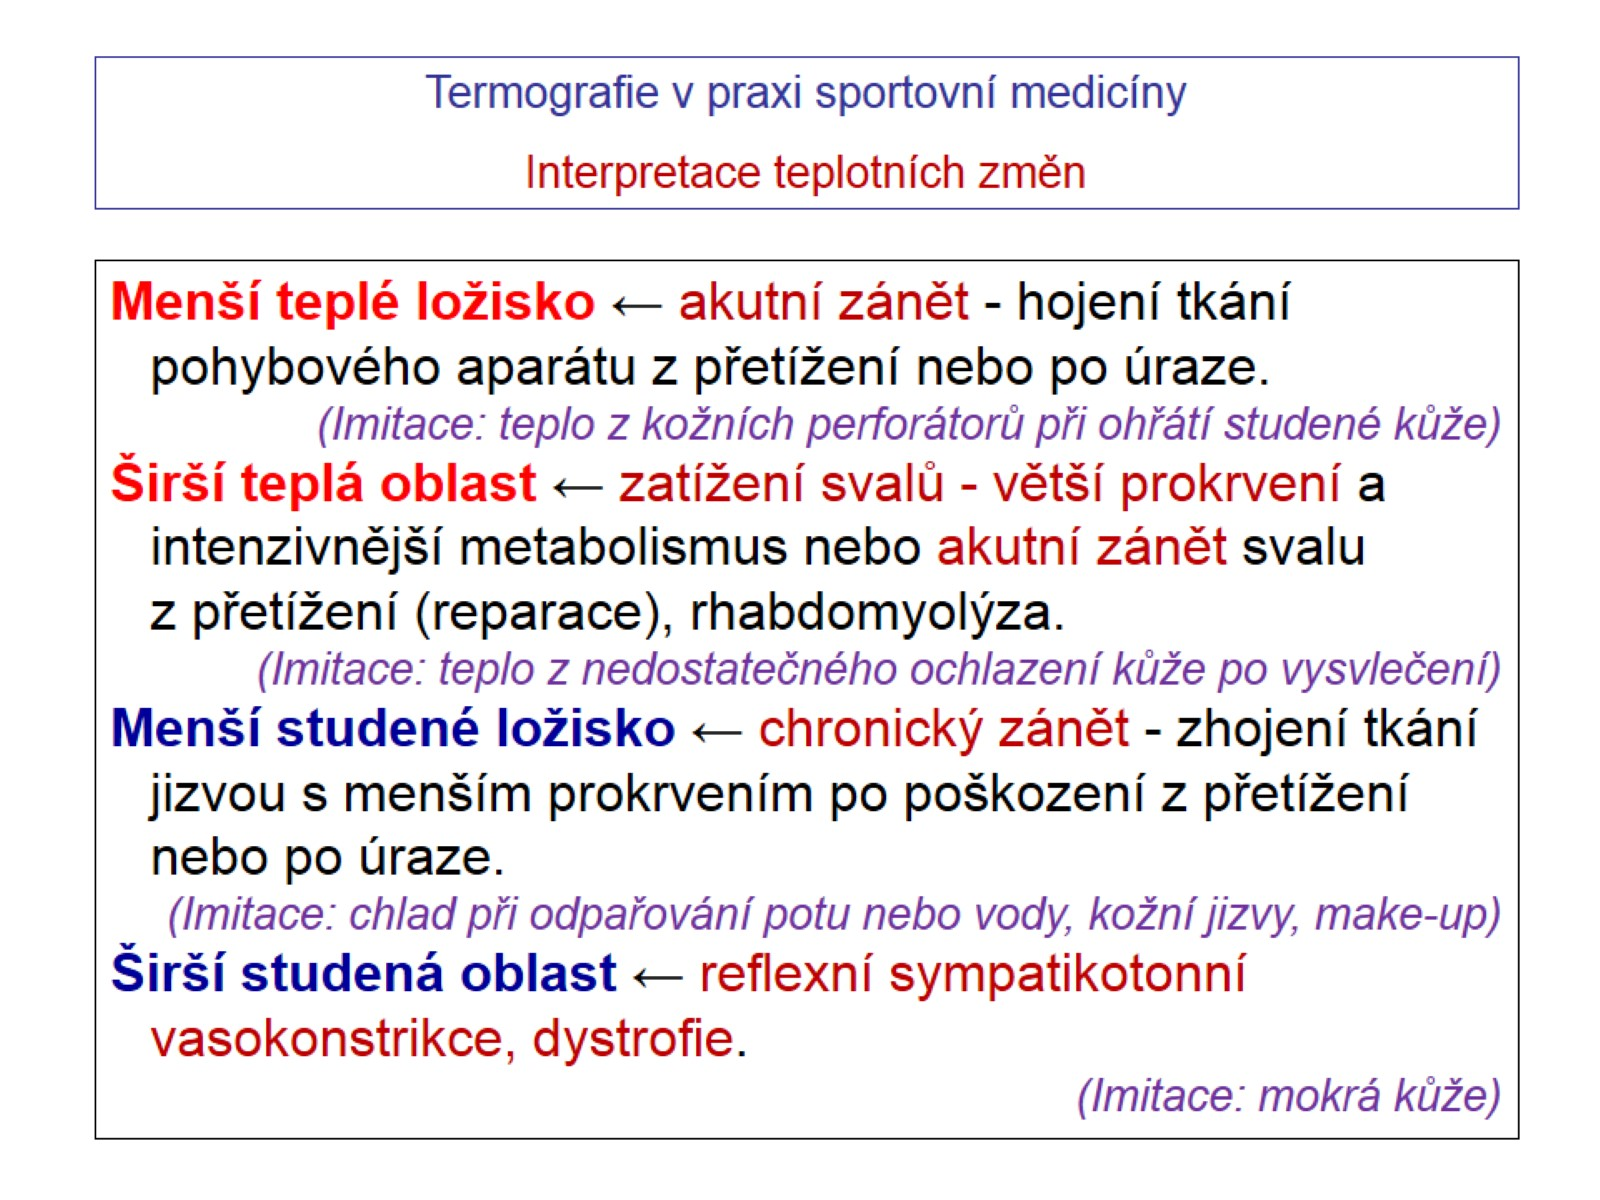 Termografie v praxi sportovní medicíny
Interpretace teplotních změn
Menší teplé ložisko ← akutní zánět - hojení tkání
pohybového aparátu z přetížení nebo po úraze.
(Imitace: teplo z kožních perforátorů při ohřátí studené kůže)
Širší teplá oblast ← zatížení svalů - větší prokrvení a
intenzivnější metabolismus nebo akutní zánět svalu
z přetížení (reparace), rhabdomyolýza.
(Imitace: teplo z nedostatečného ochlazení kůže po vysvlečení)
Menší studené ložisko ← chronický zánět - zhojení tkání
jizvou s menším prokrvením po poškození z přetížení
nebo po úraze.
(Imitace: chlad při odpařování potu nebo vody, kožní jizvy, make-up)
Širší studená oblast ← reflexní sympatikotonní
vasokonstrikce, dystrofie.
(Imitace: mokrá kůže)